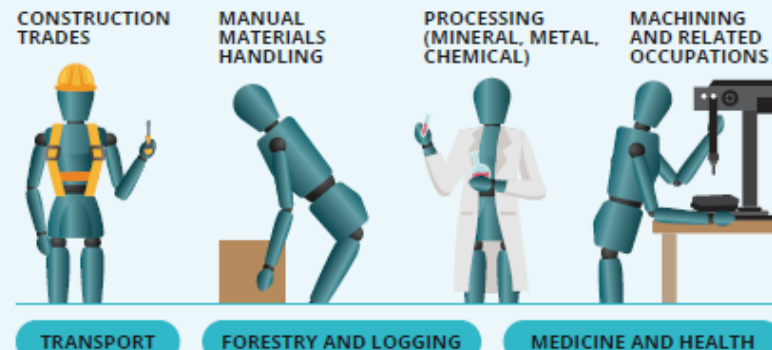 CONSTRUCTION
TRADES
MANUAL
MATERIALS
HANDLING
PROCESSING
(MINERAL, METAL,
CHEMICAL)
MACHINING
AND RELATED
OCCUPATIONS
TRANSPORT
FORESTRY AND LOGGING
MEDICINE AND HEALTH